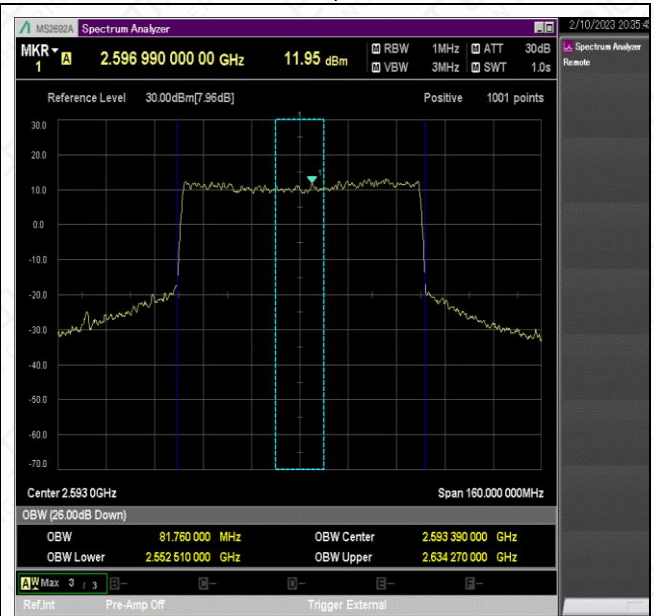 MS2692A Spectrum Analyzer
2/10/2023 20:35:4
MKR 1 A 2.596 990 000 00 GHz 11.95 dBm M RBW 1MHz M ATT 30dB
M VBW 3MHz M SWT 1.0s
Spectrum Analyzer
Remote
Reference Level 30.00dBm[7.96dB] Positive 1001 points
1
30.0
20.0
1
10.0
0.0
-10.0
-20.0
-30.0
-40.0
-50.0
-60.0
-70.0
Center 2.593 0GHz Span 160.000 000MHz
OBW (26.00dB Down)
OBW 81.760 000 MHz OBW Center 2.593 390 000 GHz
OBW Lower 2.552 510 000 GHz OBW Upper 2.634 270 000 GHz
A W Max 3 / 3 B- C- D- E- F-
Ref.Int Pre-Amp Off Trigger External